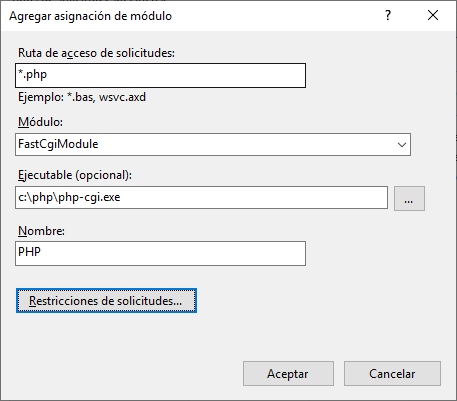 Agregar asignación de módulo
Ruta de acceso de solicitudes:
*.php
Ejemplo: *.bas, wsvc.axd
Módulo:
FastCgiModule
Ejecutable (opcional):
c:\php\php-cgi.exe
...
Nombre:
PHP
Restricciones de solicitudes...
Aceptar
Cancelar